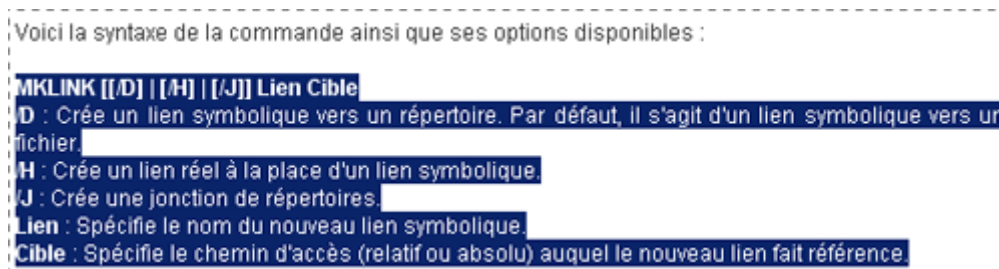 Voici la syntaxe de la commande ainsi que ses options disponibles :
MKLINK [[/D] | [/H] | [/J]] Lien Cible
/D : Crée un lien symbolique vers un répertoire. Par défaut, il s'agit d'un lien symbolique vers un
fichier.
/H : Crée un lien réel à la place d'un lien symbolique.
/J : Crée une jonction de répertoires.
Lien : Spécifie le nom du nouveau lien symbolique.
Cible : Spécifie le chemin d'accès (relatif ou absolu) auquel le nouveau lien fait référence.